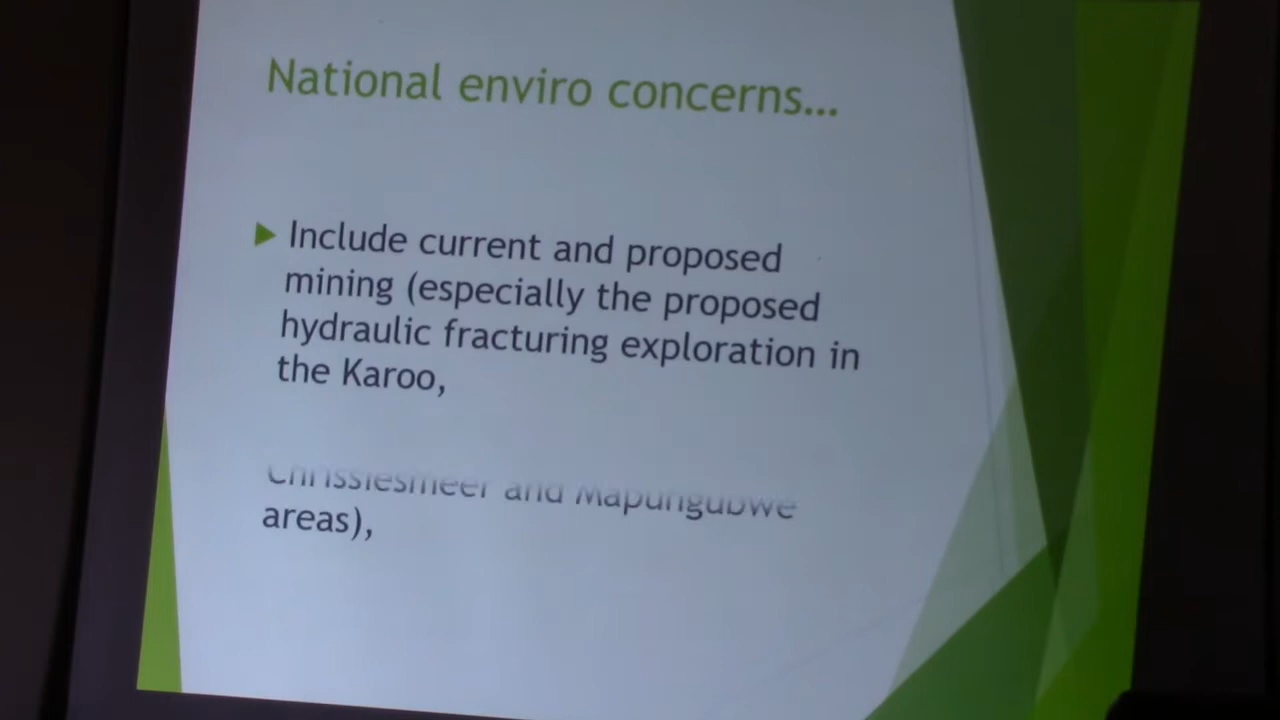 National enviro concerns...
Include current and proposed
mining (especially the proposed
hydraulic fracturing exploration in
the Karoo,
Chrissiesmeer and Mapungubwe
areas),